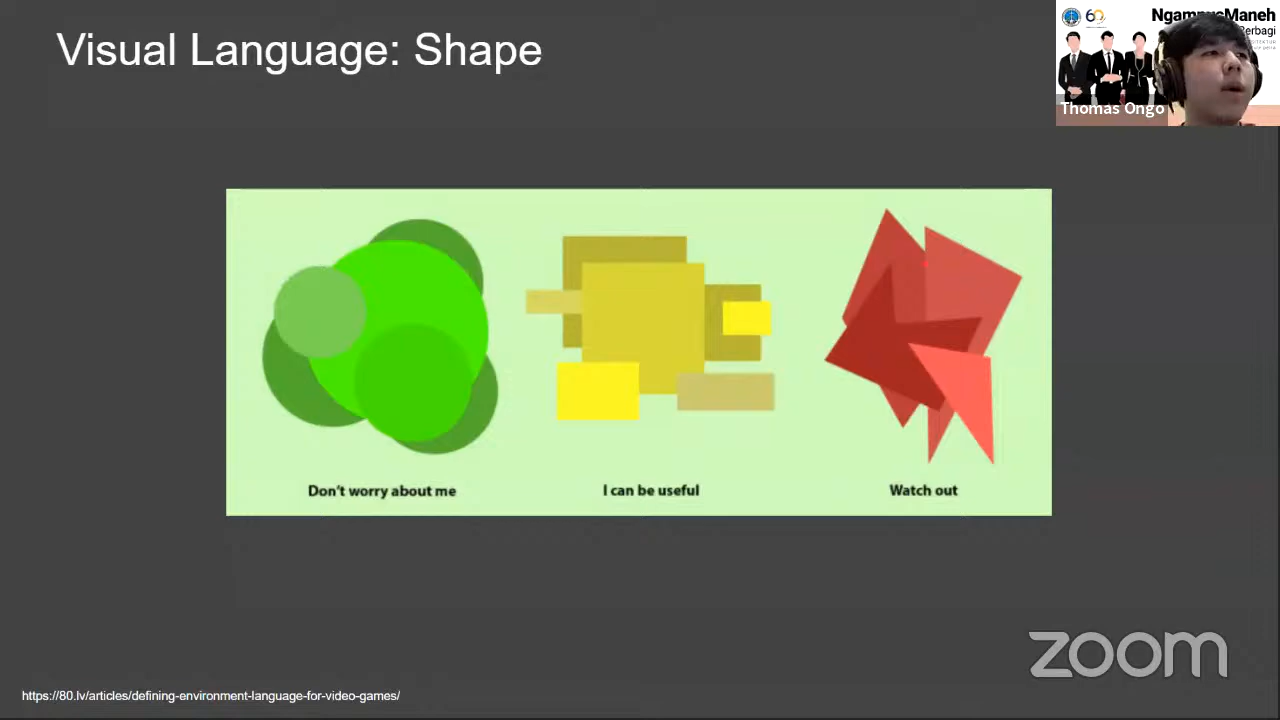 Visual Language: Shape
60
Thomas Ongo
Don't worry about me
I can be useful
Watch out
zoom
https://80.lv/articles/defining-environment-language-for-video-games/